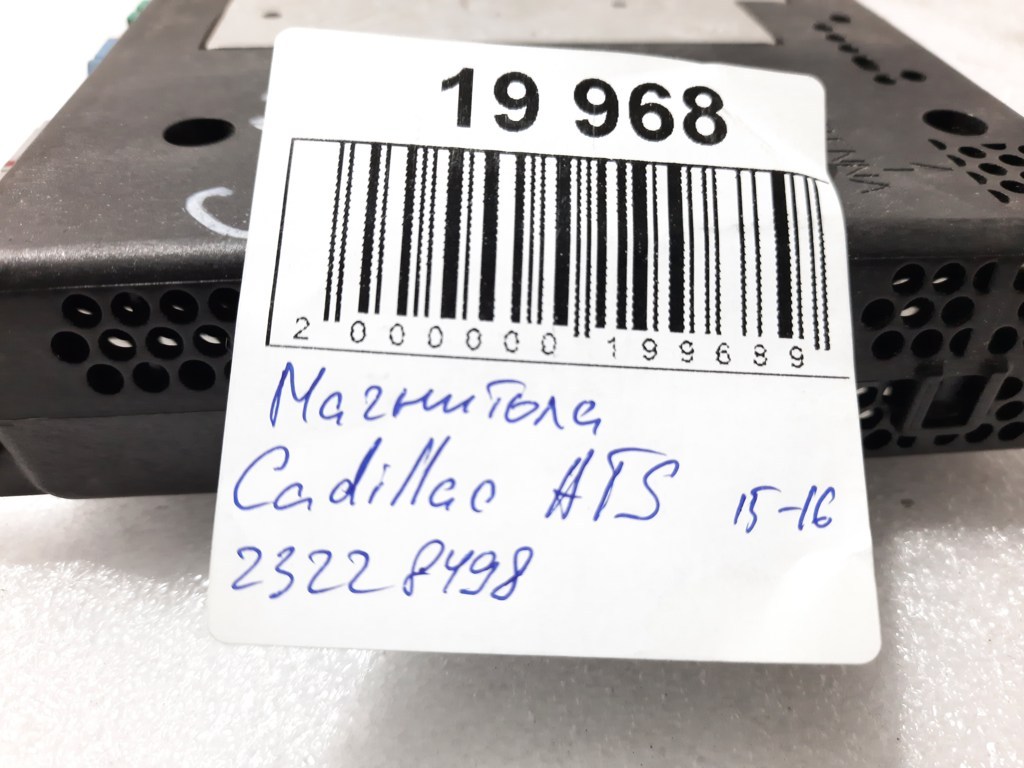 19 968
2 000000 199689
Магнитола
Cadillac ATS 15-16
23228498